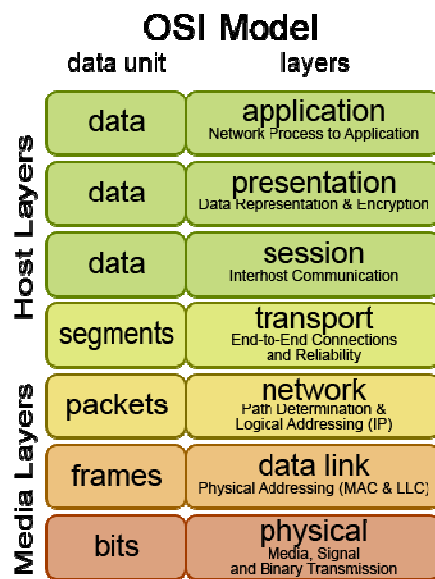 OSI Model
data unit layers
Host Layers
data
application
Network Process to Application
data
presentation
Data Representation & Encryption
data
session
Interhost Communication
segments
transport
End-to-End Connections
and Reliability
Media Layers
packets
network
Path Determination &
Logical Addressing (IP)
frames
data link
Physical Addressing (MAC & LLC)
bits
physical
Media, Signal
and Binary Transmission